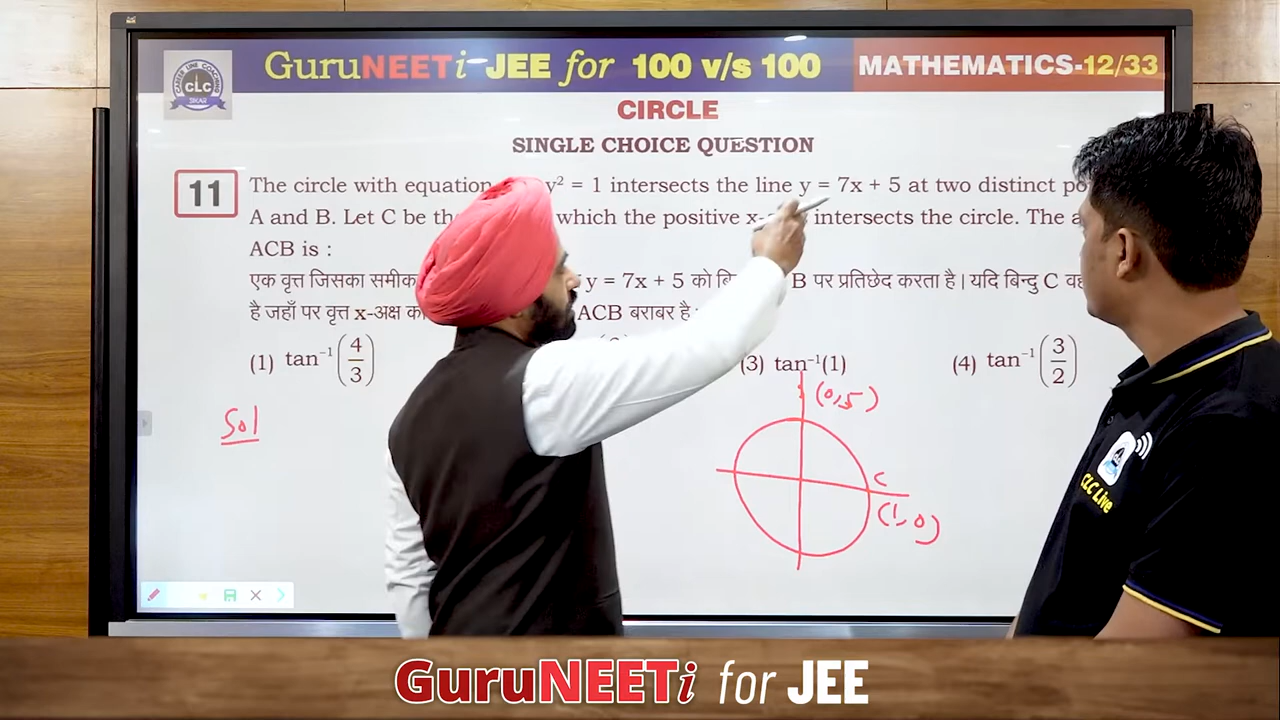 GuruNEETi JEE for 100 v/s 100
MATHEMATICS-12/33
CLC
SIKAR
CIRCLE
SINGLE CHOICE QUESTION
11
The circle with equation y² = 1 intersects the line y = 7x + 5 at two distinct
A and B. Let C be which the positive intersects the circle. The
ACB is :
एक वृत्त जिसका y = 7x + 5 को B पर प्रतिछेद करता है। यदि बिन्दु C
है जहाँ पर वृत्त x-अक्ष ACB बराबर है
(1) tan⁻¹(4/3)
(3) tan⁻¹(1)
(4) tan⁻¹(3/2)
Sol
(0,5)
C
(1,0)
CLC Live
GuruNEETi for JEE